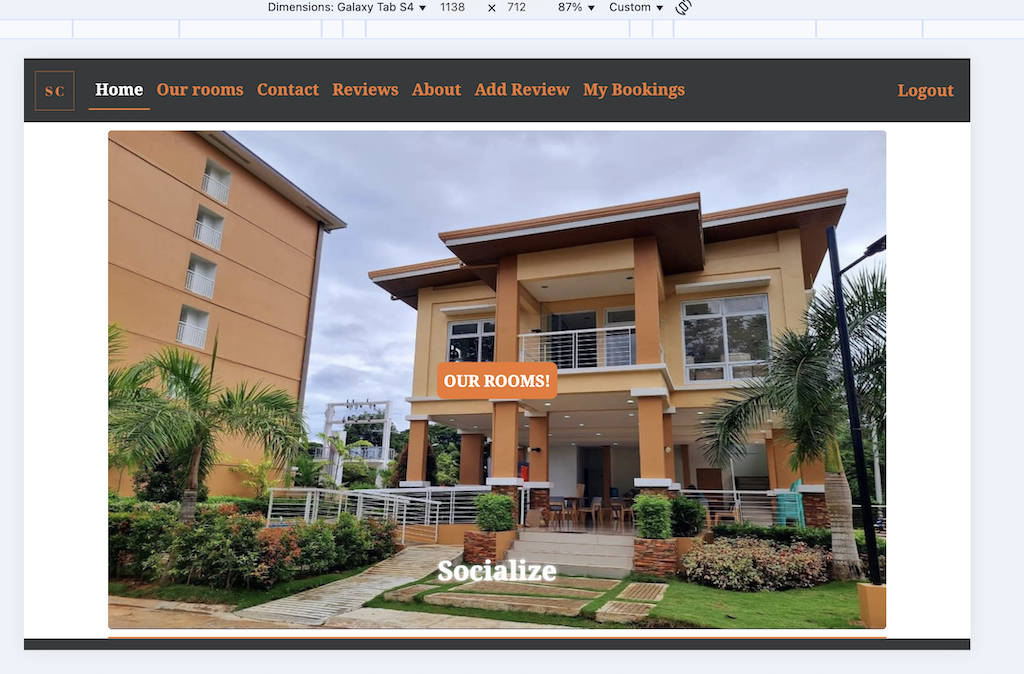 Dimensions: Galaxy Tab S4 ▼ 1138 × 712 87% ▼ Custom ▼
SC Home Our rooms Contact Reviews About Add Review My Bookings Logout
OUR ROOMS!
Socialize